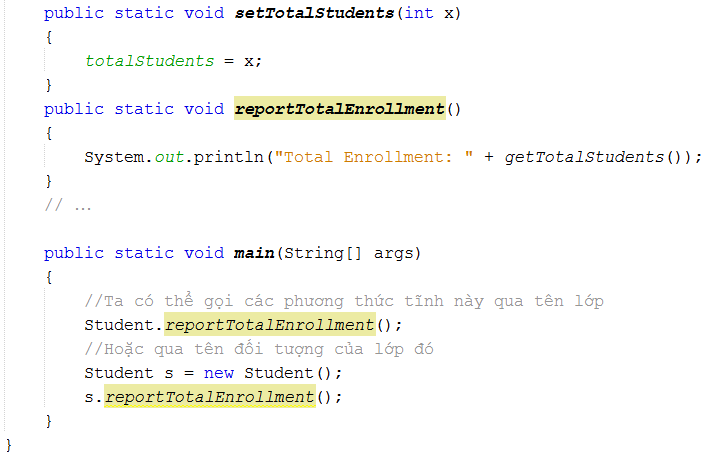 public static void setTotalStudents(int x)
{
totalStudents = x;
}
public static void reportTotalEnrollment()
{
System.out.println("Total Enrollment: " + getTotalStudents());
}
// ...
public static void main(String[] args)
{
//Ta có thể gọi các phương thức tĩnh này qua tên lớp
Student.reportTotalEnrollment();
//Hoặc qua tên đối tượng của lớp đó
Student s = new Student();
s.reportTotalEnrollment();
}
}